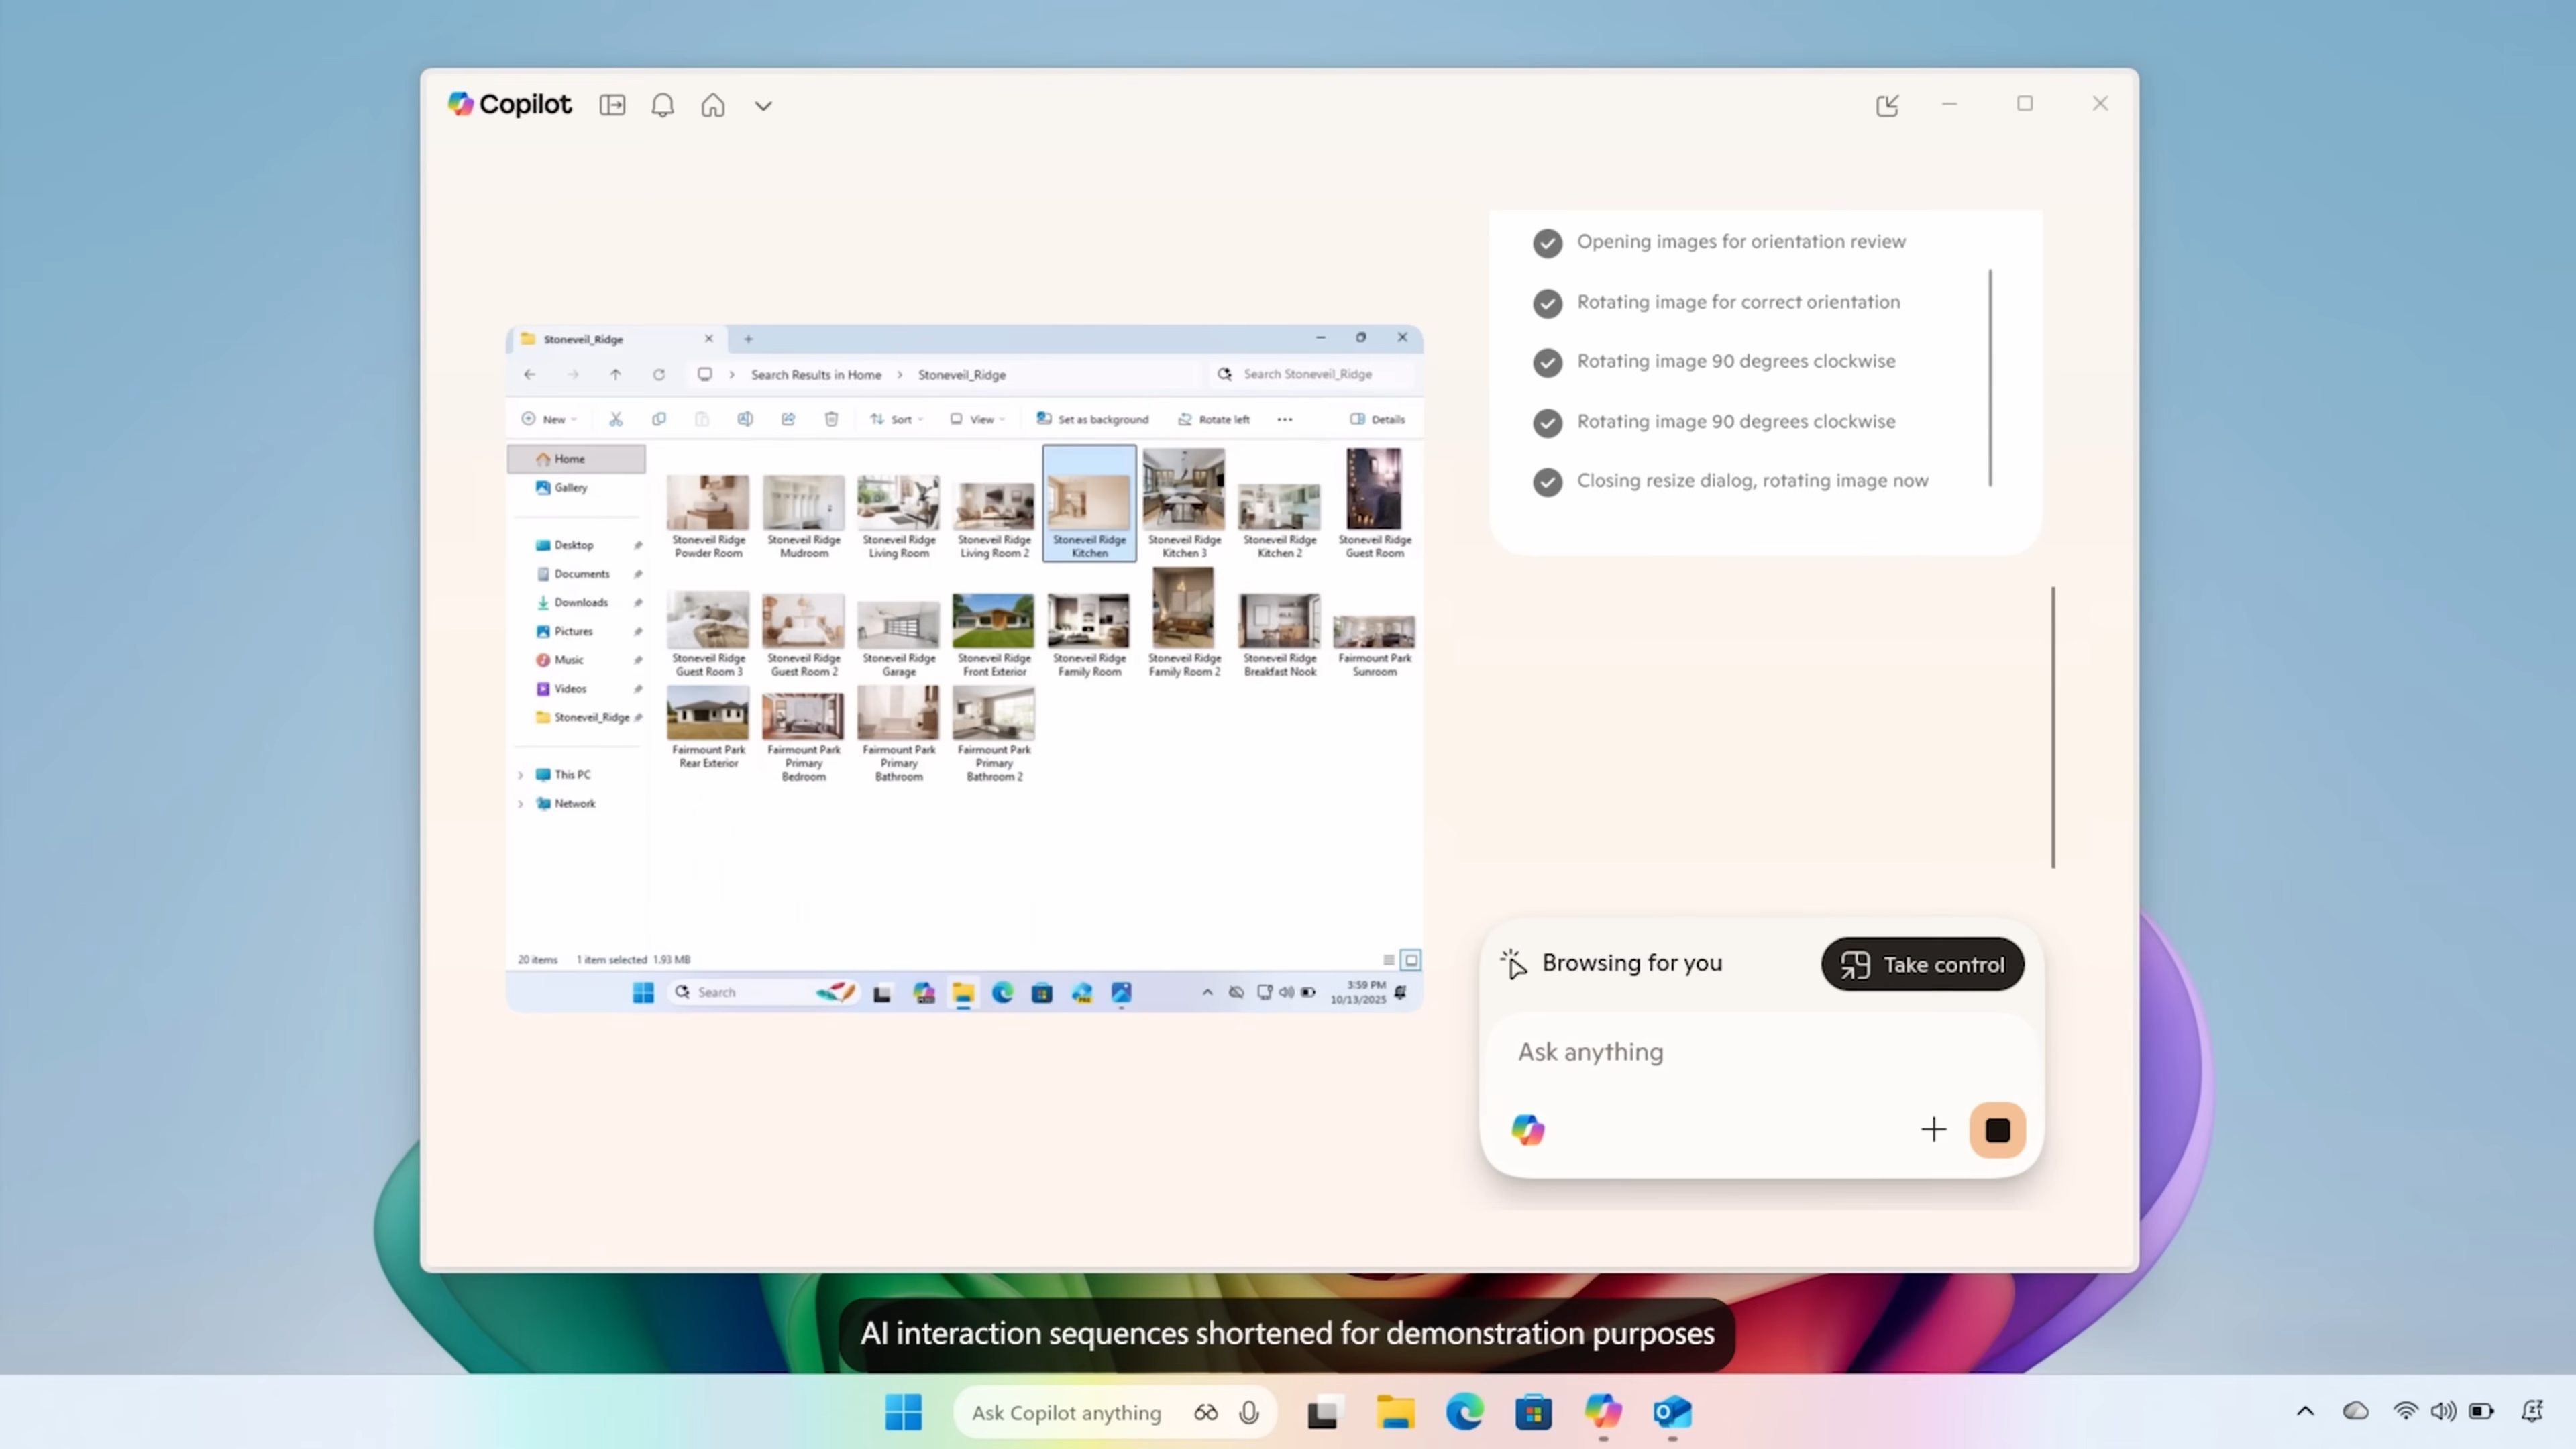 Copilot
Opening images for orientation review
Rotating image for correct orientation
Rotating image 90 degrees clockwise
Rotating image 90 degrees clockwise
Closing resize dialog, rotating image now
Stoneveil_Ridge
Search Results in Home > Stoneveil_Ridge
Search Stoneveil_Ridge
New
Sort
View
Set as background
Rotate left
Details
Home
Gallery
Desktop
Documents
Downloads
Pictures
Music
Videos
Stoneveil_Ridge
This PC
Network
Stoneveil Ridge
Powder Room
Stoneveil Ridge
Mudroom
Stoneveil Ridge
Living Room
Stoneveil Ridge
Living Room 2
Stoneveil Ridge
Kitchen
Stoneveil Ridge
Kitchen 3
Stoneveil Ridge
Kitchen 2
Stoneveil Ridge
Guest Room
Stoneveil Ridge
Guest Room 3
Stoneveil Ridge
Guest Room 2
Stoneveil Ridge
Garage
Stoneveil Ridge
Front Exterior
Stoneveil Ridge
Family Room
Stoneveil Ridge
Family Room 2
Stoneveil Ridge
Breakfast Nook
Fairmount Park
Sunroom
Fairmount Park
Rear Exterior
Fairmount Park
Primary
Bedroom
Fairmount Park
Primary
Bathroom
Fairmount Park
Primary
Bathroom 2
20 items 1 item selected 1.93 MB
Search
3:59 PM
10/13/2025
Browsing for you
Take control
Ask anything
AI interaction sequences shortened for demonstration purposes
Ask Copilot anything